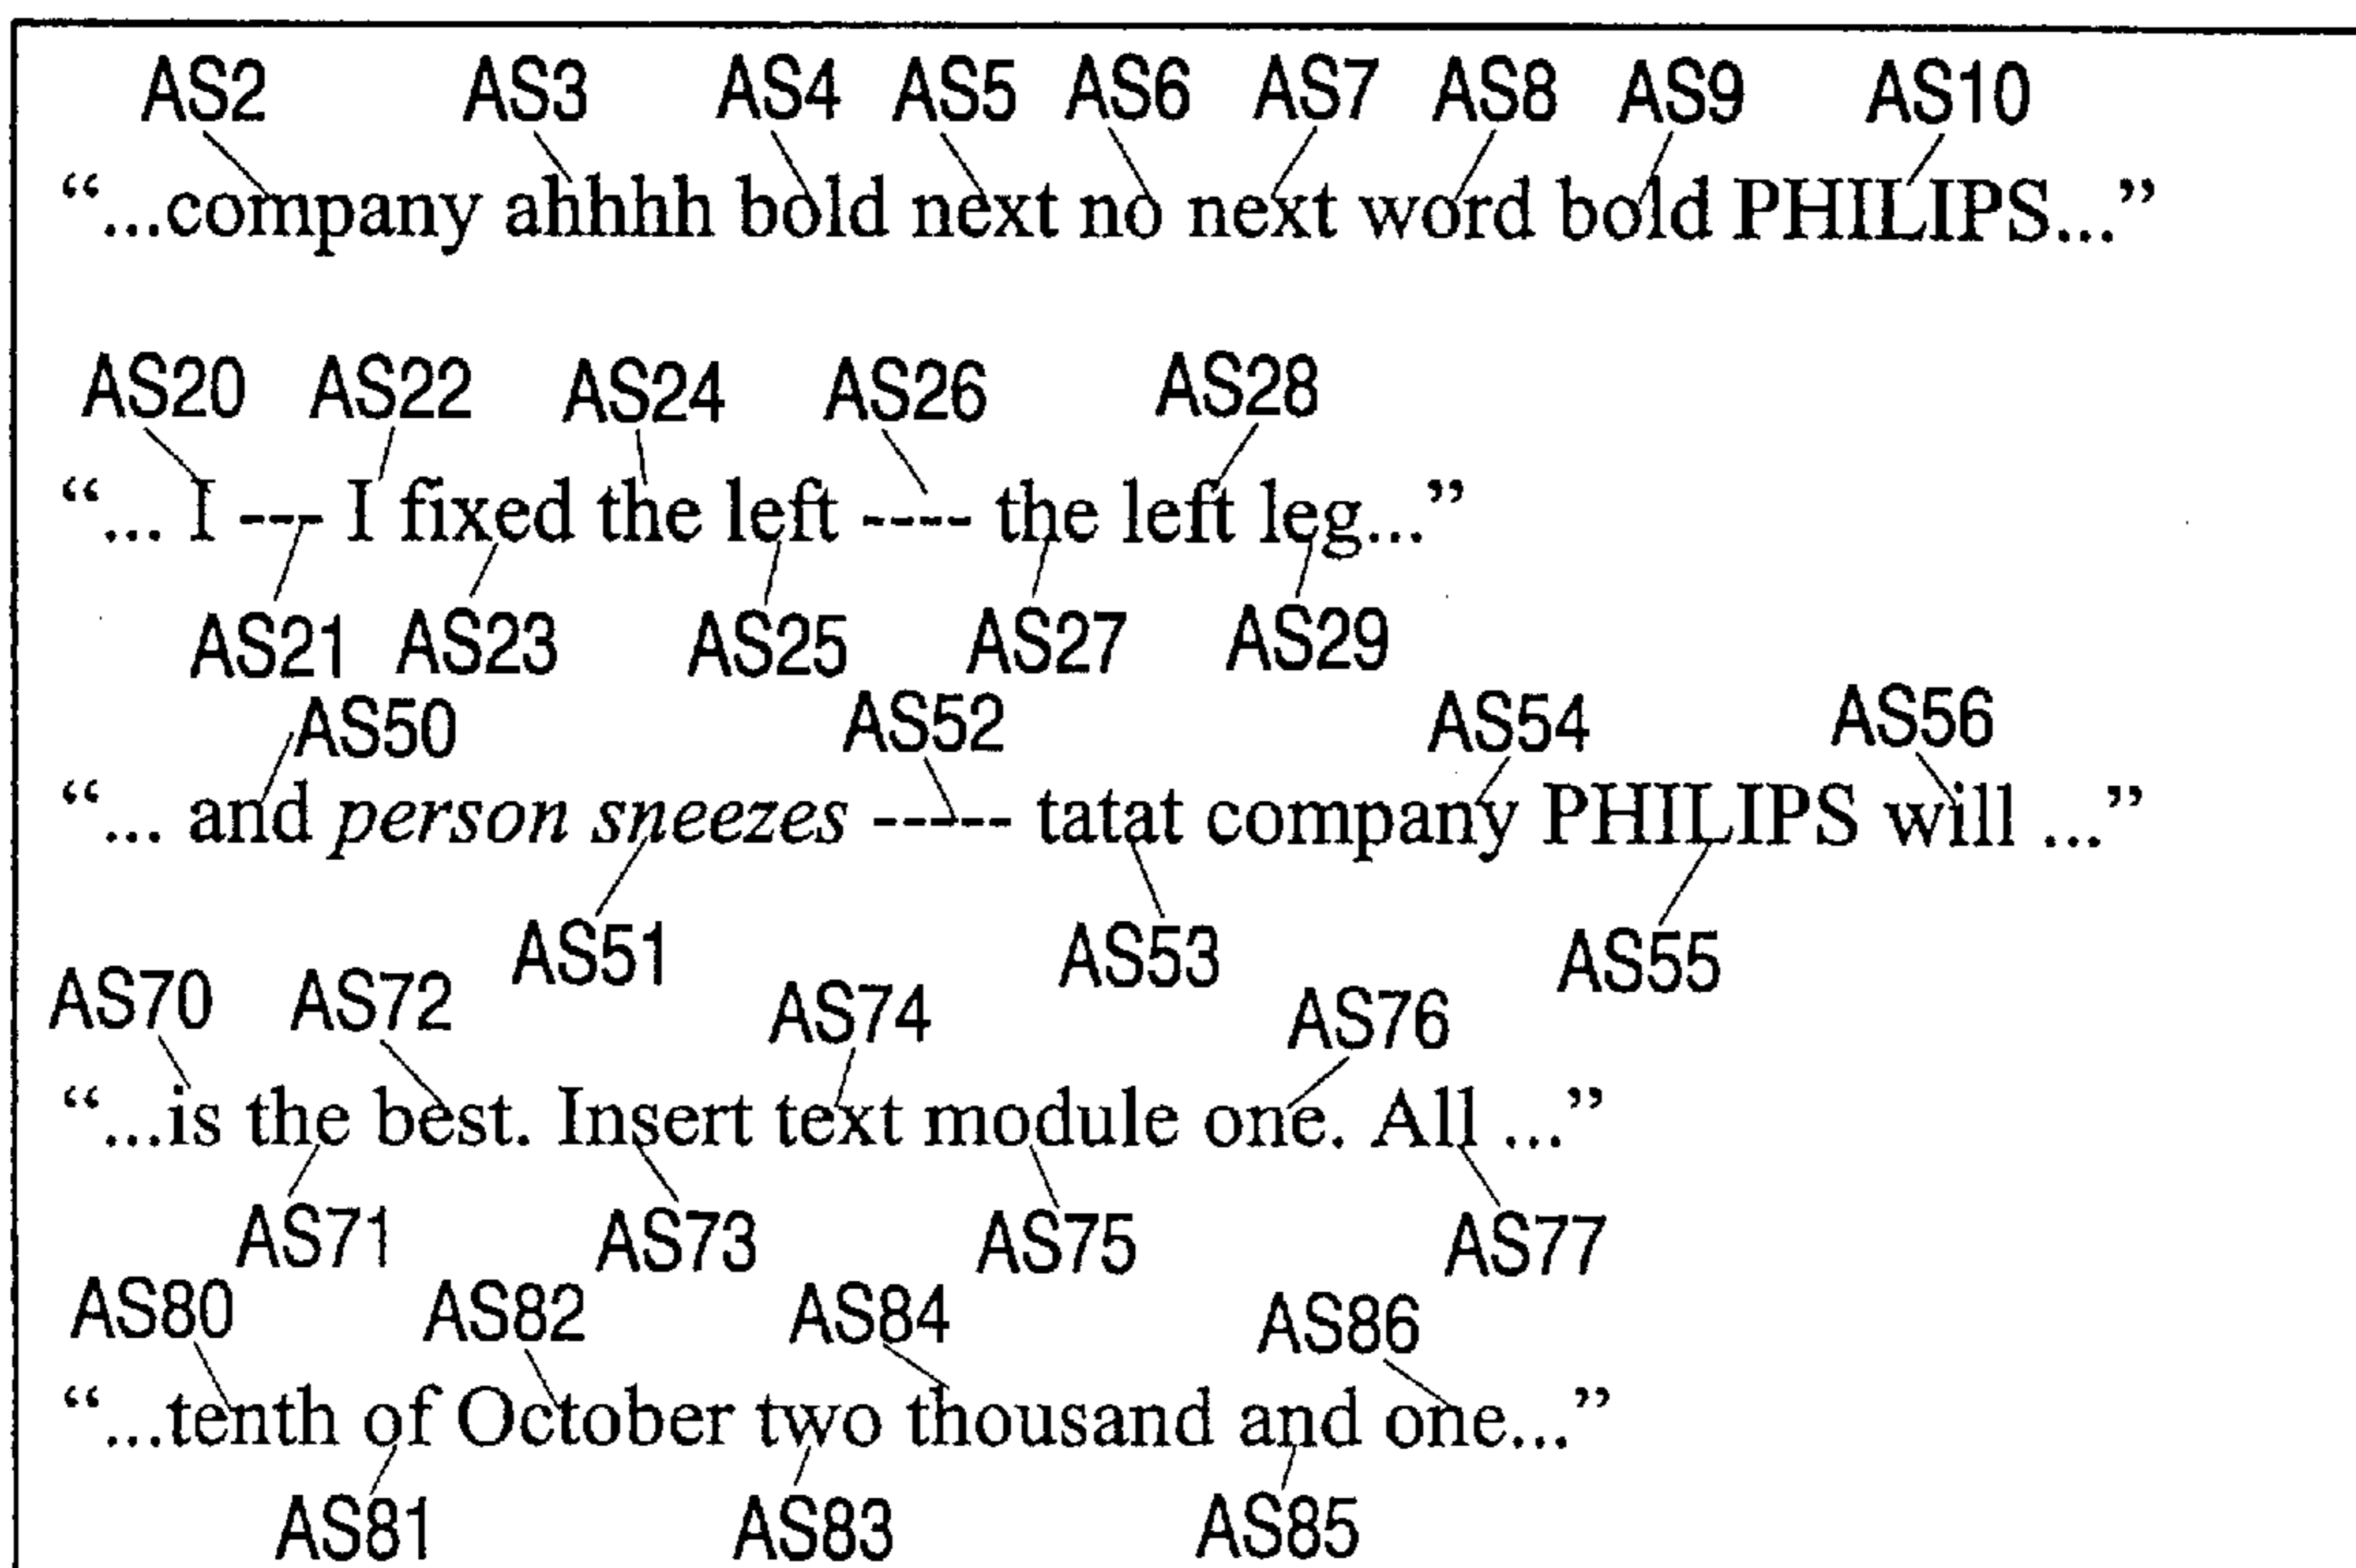 AS2 AS3 AS4 AS5 AS6 AS7 AS8 AS9 AS10
“...company ahhhh bold next no next word bold PHILIPS...”
AS20 AS22 AS24 AS26 AS28
“... I --- I fixed the left ---- the left leg...”
AS21 AS23 AS25 AS27 AS29
AS50 AS52 AS54 AS56
“... and person sneezes ----- tatat company PHILIPS will ...”
AS51 AS53 AS55
AS70 AS72 AS74 AS76
“...is the best. Insert text module one. All ...”
AS71 AS73 AS75 AS77
AS80 AS82 AS84 AS86
“...tenth of October two thousand and one...”
AS81 AS83 AS85